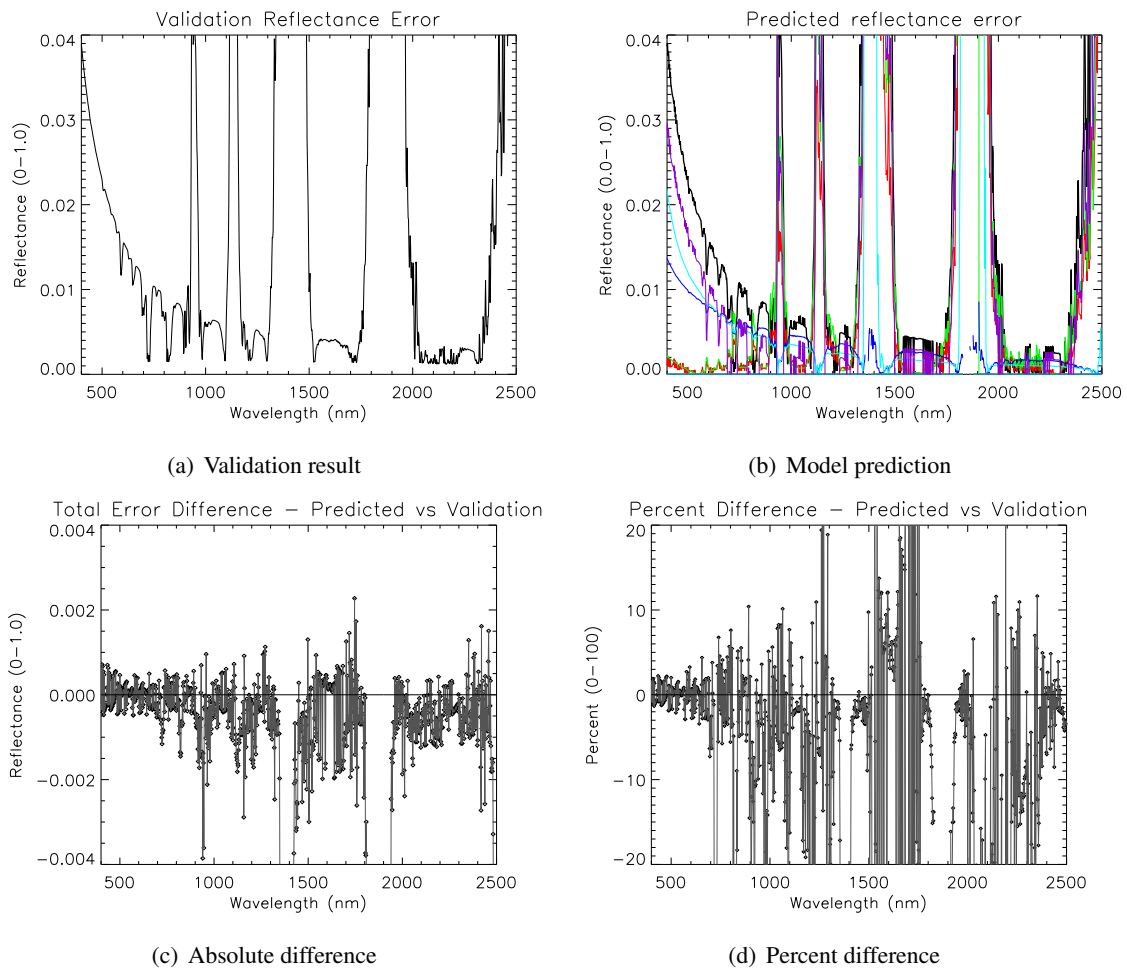 Validation Reflectance Error
0.04
0.03
0.02
0.01
0.00
Reflectance (0−1.0)
500 1000 1500 2000 2500
Wavelength (nm)
(a) Validation result
Predicted reflectance error
0.04
0.03
0.02
0.01
0.00
Reflectance (0.0−1.0)
500 1000 1500 2000 2500
Wavelength (nm)
(b) Model prediction
Total Error Difference − Predicted vs Validation
0.004
0.002
0.000
−0.002
−0.004
Reflectance (0−1.0)
500 1000 1500 2000 2500
Wavelength (nm)
(c) Absolute difference
Percent Difference − Predicted vs Validation
20
10
0
−10
−20
Percent (0−100)
500 1000 1500 2000 2500
Wavelength (nm)
(d) Percent difference